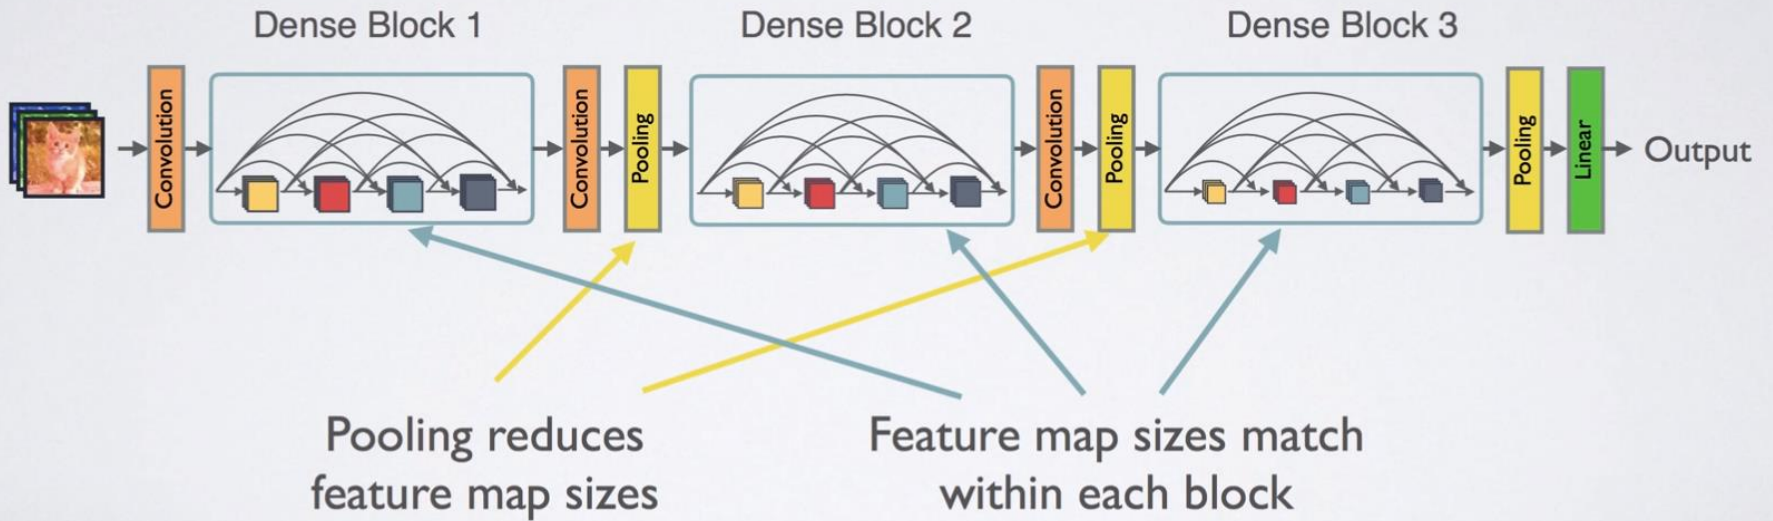 Dense Block 1
Dense Block 2
Dense Block 3
Convolution
Convolution
Pooling
Convolution
Pooling
Pooling
Linear
Output
Pooling reduces
feature map sizes
Feature map sizes match
within each block